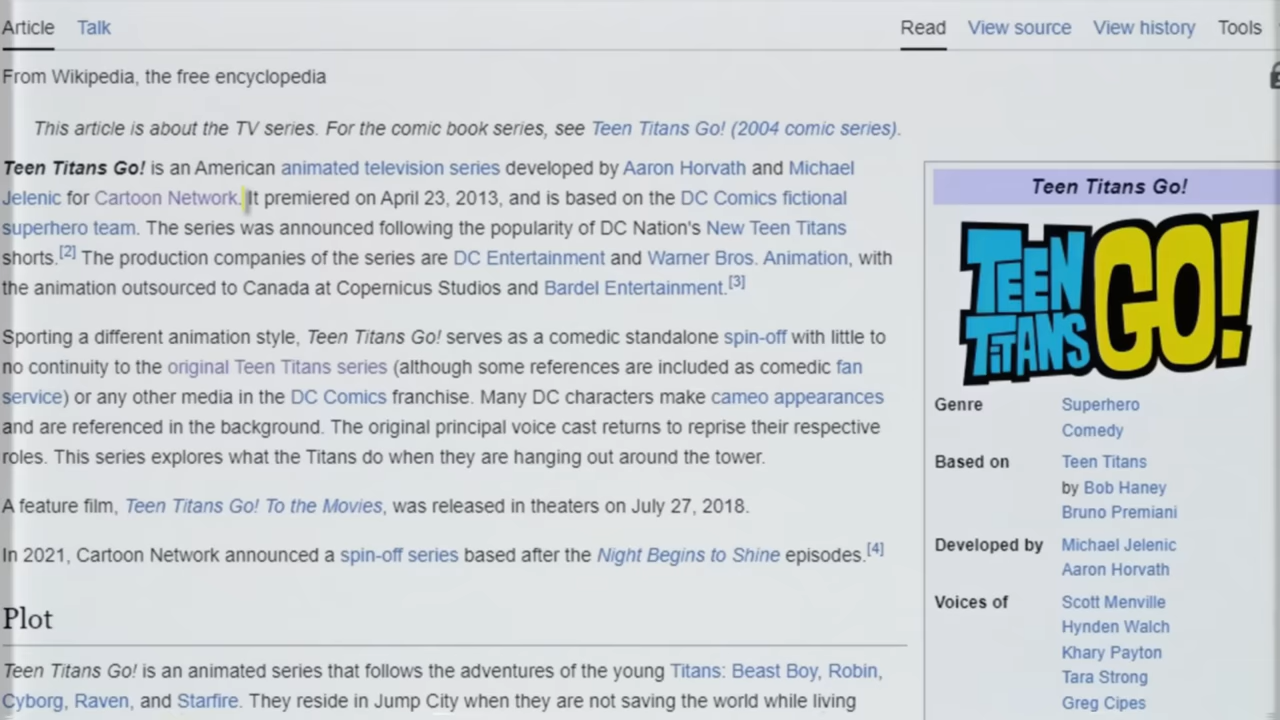 Article Talk Read View source View history Tools
From Wikipedia, the free encyclopedia
This article is about the TV series. For the comic book series, see Teen Titans Go! (2004 comic series).
Teen Titans Go! is an American animated television series developed by Aaron Horvath and Michael
Jelenic for Cartoon Network. It premiered on April 23, 2013, and is based on the DC Comics fictional
superhero team. The series was announced following the popularity of DC Nation's New Teen Titans
shorts.[2] The production companies of the series are DC Entertainment and Warner Bros. Animation, with
the animation outsourced to Canada at Copernicus Studios and Bardel Entertainment.[3]
Sporting a different animation style, Teen Titans Go! serves as a comedic standalone spin-off with little to
no continuity to the original Teen Titans series (although some references are included as comedic fan
service) or any other media in the DC Comics franchise. Many DC characters make cameo appearances
and are referenced in the background. The original principal voice cast returns to reprise their respective
roles. This series explores what the Titans do when they are hanging out around the tower.
A feature film, Teen Titans Go! To the Movies, was released in theaters on July 27, 2018.
In 2021, Cartoon Network announced a spin-off series based after the Night Begins to Shine episodes.[4]
Plot
Teen Titans Go! is an animated series that follows the adventures of the young Titans: Beast Boy, Robin,
Cyborg, Raven, and Starfire. They reside in Jump City when they are not saving the world while living
Teen Titans Go!
TEEN
TITANS GO!
Genre Superhero
Comedy
Based on Teen Titans
by Bob Haney
Bruno Premiani
Developed by Michael Jelenic
Aaron Horvath
Voices of Scott Menville
Hynden Walch
Khary Payton
Tara Strong
Greg Cipes